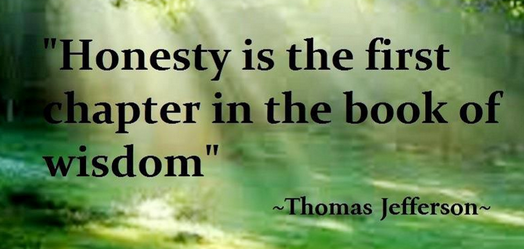 "Honesty is the first
chapter in the book of
wisdom"
~Thomas Jefferson~